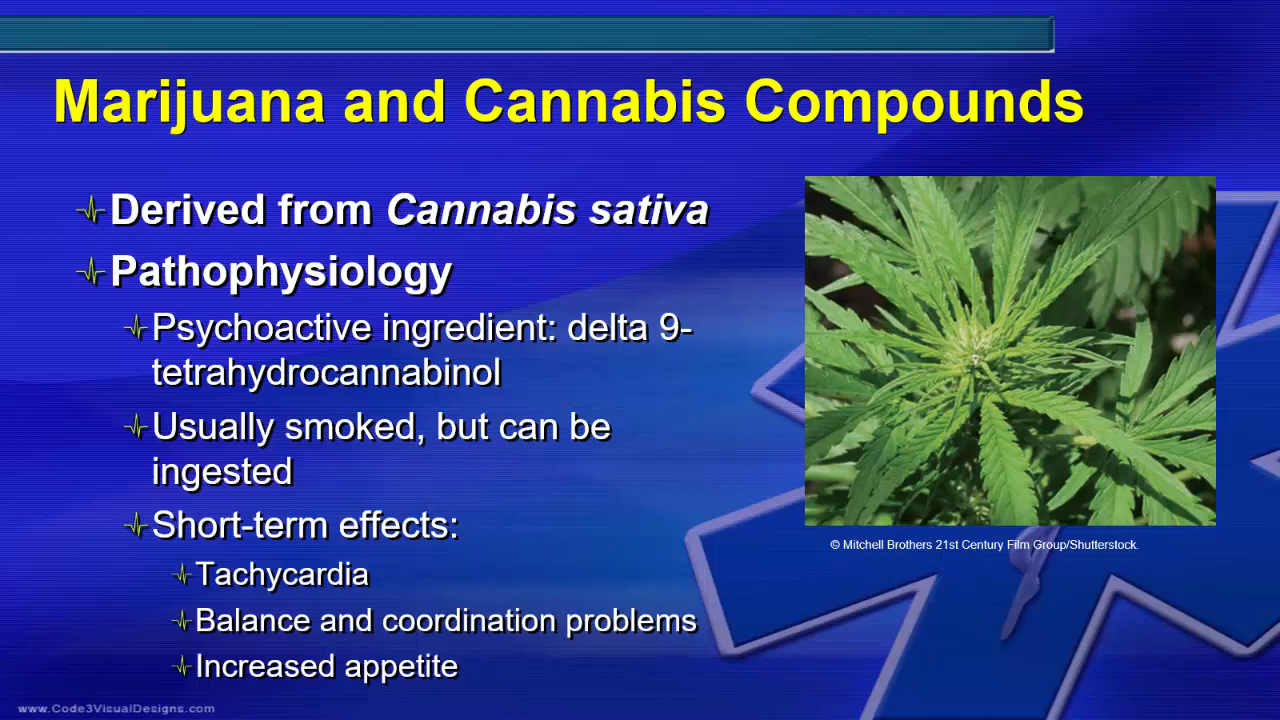 Marijuana and Cannabis Compounds
Derived from Cannabis sativa
Pathophysiology
Psychoactive ingredient: delta 9-
tetrahydrocannabinol
Usually smoked, but can be
ingested
Short-term effects:
Tachycardia
Balance and coordination problems
Increased appetite
© Mitchell Brothers 21st Century Film Group/Shutterstock.
www.Code3VisualDesigns.com